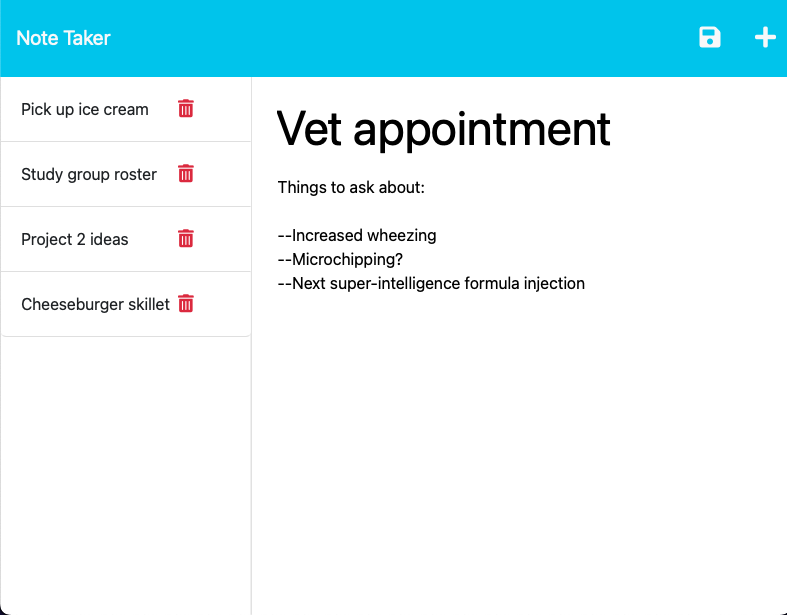 Note Taker
Pick up ice cream
Study group roster
Project 2 ideas
Cheeseburger skillet
Vet appointment
Things to ask about:
--Increased wheezing
--Microchipping?
--Next super-intelligence formula injection